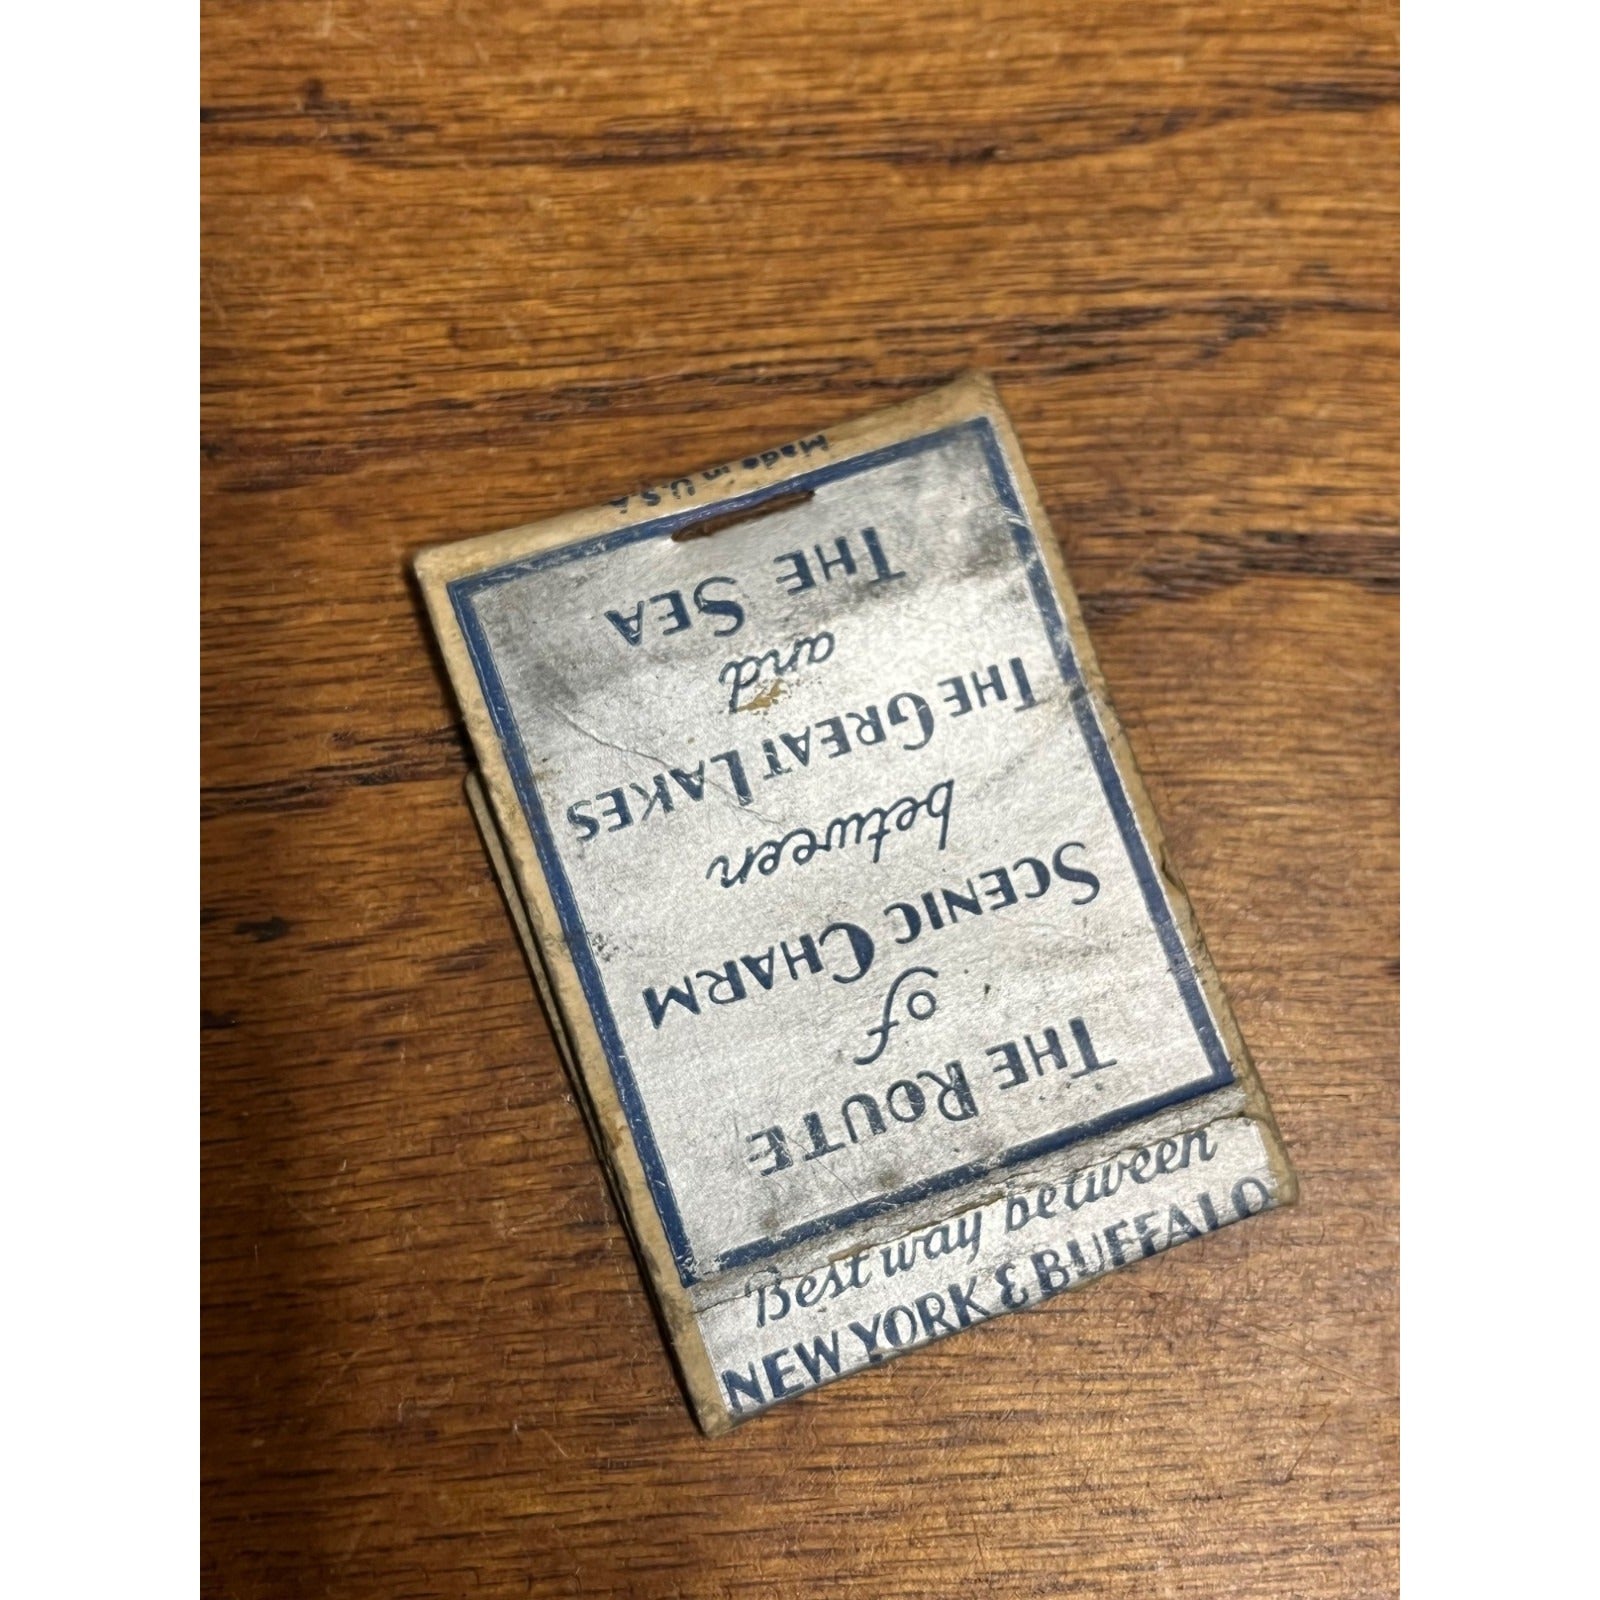 THE ROUTE
of
SCENIC CHARM
between
THE GREAT LAKES
and
THE SEA
Made in U.S.A.
Best way between
NEW YORK & BUFFALO